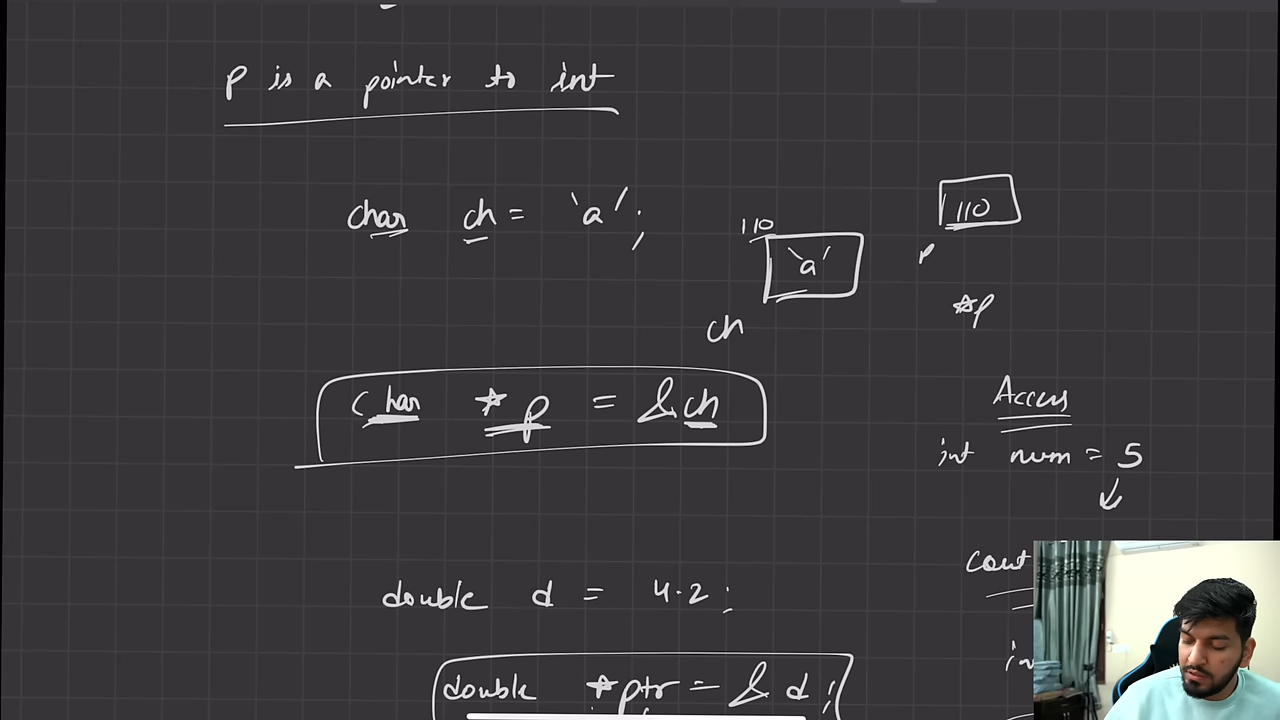 p is a pointer to int
char ch = 'a';
110
'a'
ch
110
p
*p
char *p = &ch
Access
int num = 5
cout
double d = 4.2;
double *ptr = &d;